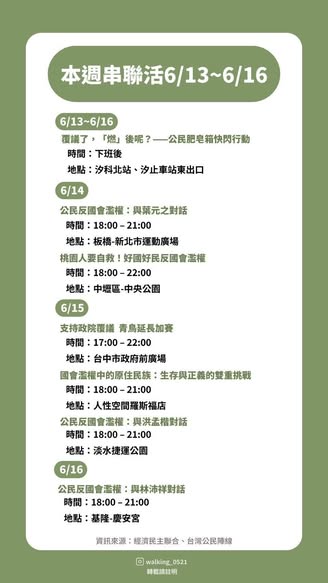 本週串聯活6/13~6/16
6/13~6/16
覆議了，「燃」後呢？——公民肥皂箱快閃行動
時間：下班後
地點：汐科北站、汐止車站東出口
6/14
公民反國會濫權：與葉元之對話
時間：18:00 – 21:00
地點：板橋-新北市運動廣場
桃園人要自救！好國好民反國會濫權
時間：18:00 – 22:00
地點：中壢區-中央公園
6/15
支持政院覆議 青鳥延長加賽
時間：17:00 – 22:00
地點：台中市政府前廣場
國會濫權中的原住民族：生存與正義的雙重挑戰
時間：18:00 – 21:00
地點：人性空間羅斯福店
公民反國會濫權：與洪孟楷對話
時間：18:00 – 21:00
地點：淡水捷運公園
6/16
公民反國會濫權：與林沛祥對話
時間：18:00 – 21:00
地點：基隆-慶安宮
資訊來源：經濟民主聯合、台灣公民陣線
walking_0521
轉載請註明